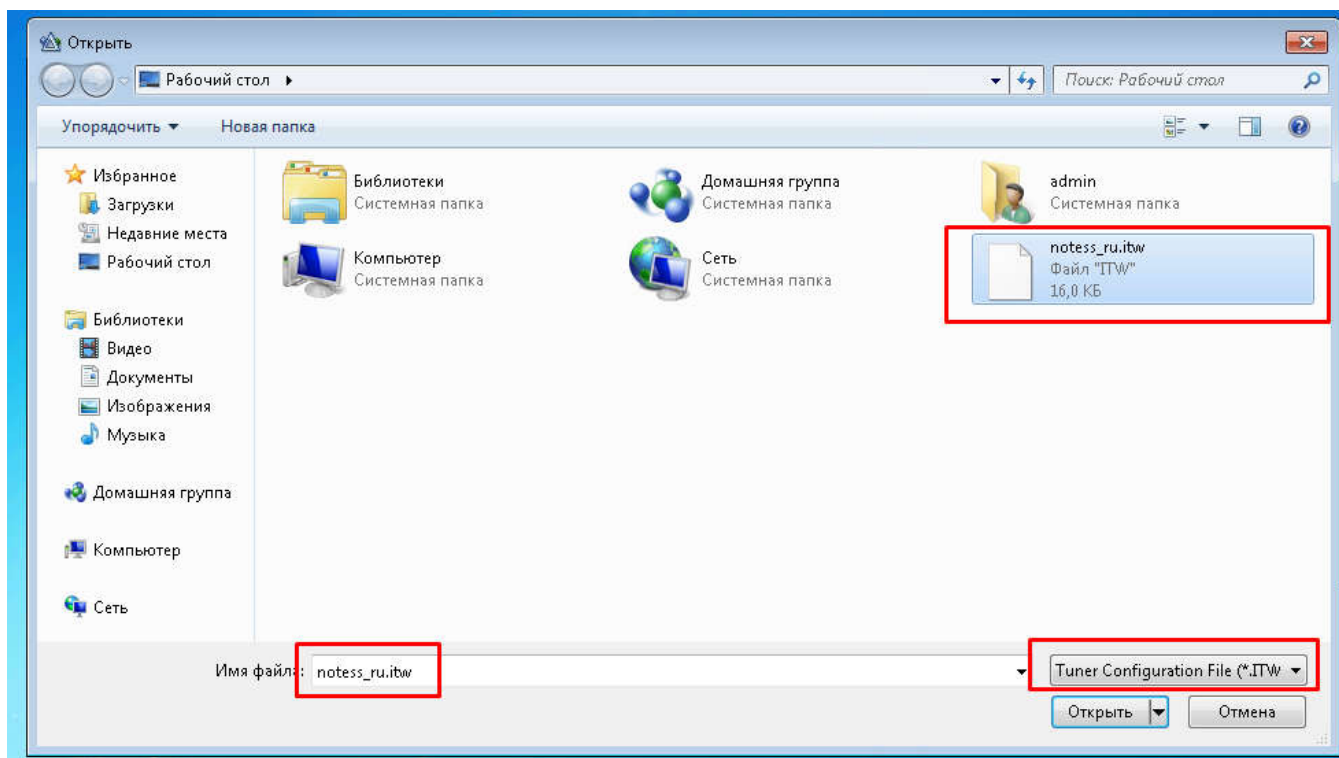 Открыть
Рабочий стол
Поиск: Рабочий стол
Упорядочить
Новая папка
Избранное
Загрузки
Недавние места
Рабочий стол
Библиотеки
Видео
Документы
Изображения
Музыка
Домашняя группа
Компьютер
Сеть
Библиотеки
Системная папка
Домашняя группа
Системная папка
admin
Системная папка
Компьютер
Системная папка
Сеть
Системная папка
notess_ru.itw
Файл "ITW"
16,0 КБ
Имя файла: notess_ru.itw
Tuner Configuration File (*.ITW
Открыть
Отмена